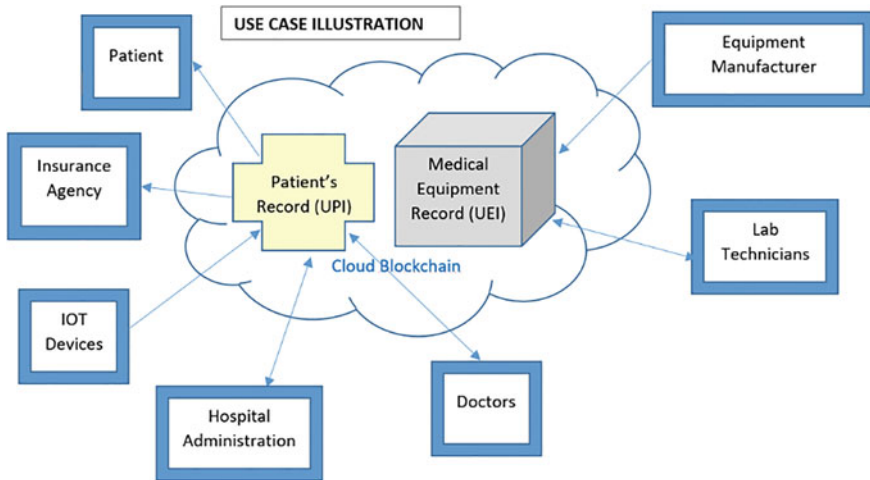 USE CASE ILLUSTRATION
Patient
Equipment
Manufacturer
Insurance
Agency
Patient's
Record (UPI)
Medical
Equipment
Record (UEI)
Cloud Blockchain
Lab
Technicians
IOT
Devices
Hospital
Administration
Doctors